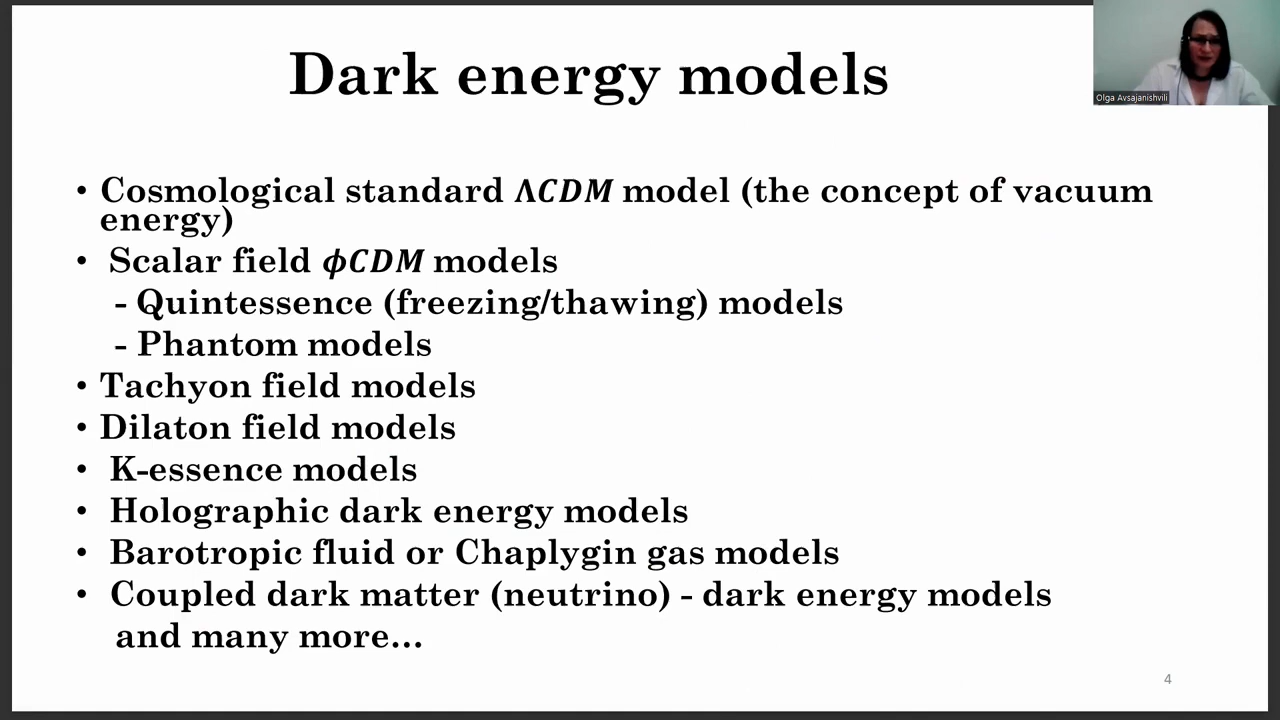 Dark energy models
Olga Avsajanishvili
• Cosmological standard ΛCDM model (the concept of vacuum
energy)
• Scalar field ϕCDM models
- Quintessence (freezing/thawing) models
- Phantom models
• Tachyon field models
• Dilaton field models
• K-essence models
• Holographic dark energy models
• Barotropic fluid or Chaplygin gas models
• Coupled dark matter (neutrino) - dark energy models
and many more...
4